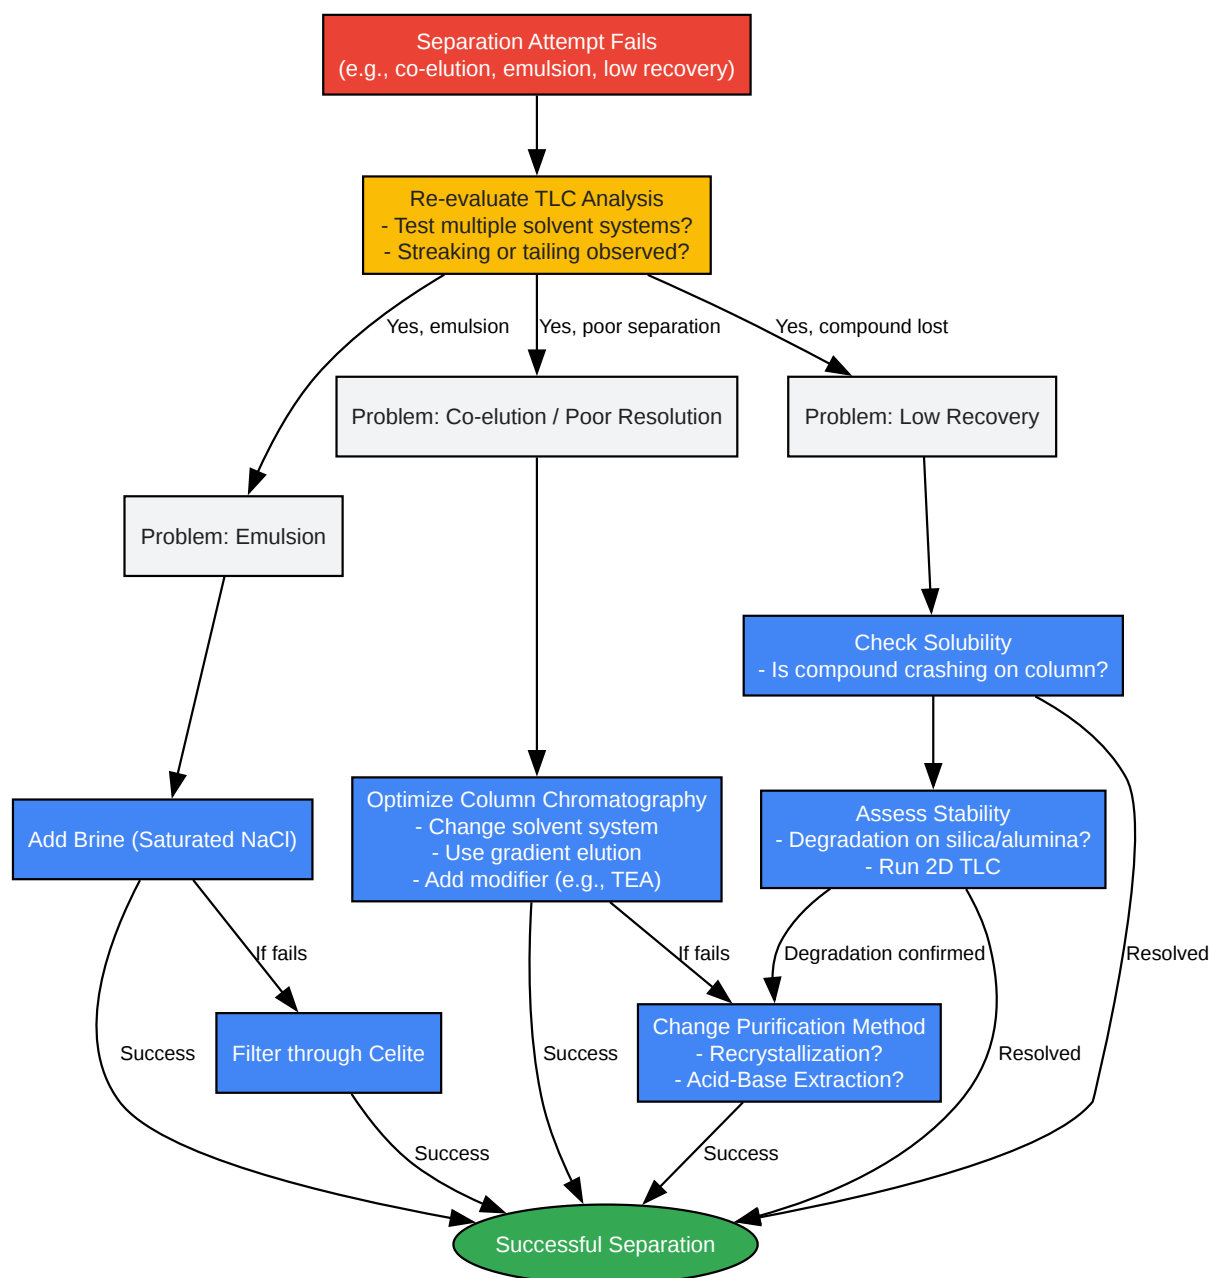 Separation Attempt Fails
(e.g., co-elution, emulsion, low recovery)
Re-evaluate TLC Analysis
- Test multiple solvent systems?
- Streaking or tailing observed?
Yes, emulsion
Yes, poor separation
Yes, compound lost
Problem: Co-elution / Poor Resolution
Problem: Low Recovery
Problem: Emulsion
Check Solubility
- Is compound crashing on column?
Add Brine (Saturated NaCl)
Optimize Column Chromatography
- Change solvent system
- Use gradient elution
- Add modifier (e.g., TEA)
Assess Stability
- Degradation on silica/alumina?
- Run 2D TLC
If fails
If fails
Degradation confirmed
Resolved
Filter through Celite
Change Purification Method
- Recrystallization?
- Acid-Base Extraction?
Success
Success
Resolved
Success
Success
Successful Separation